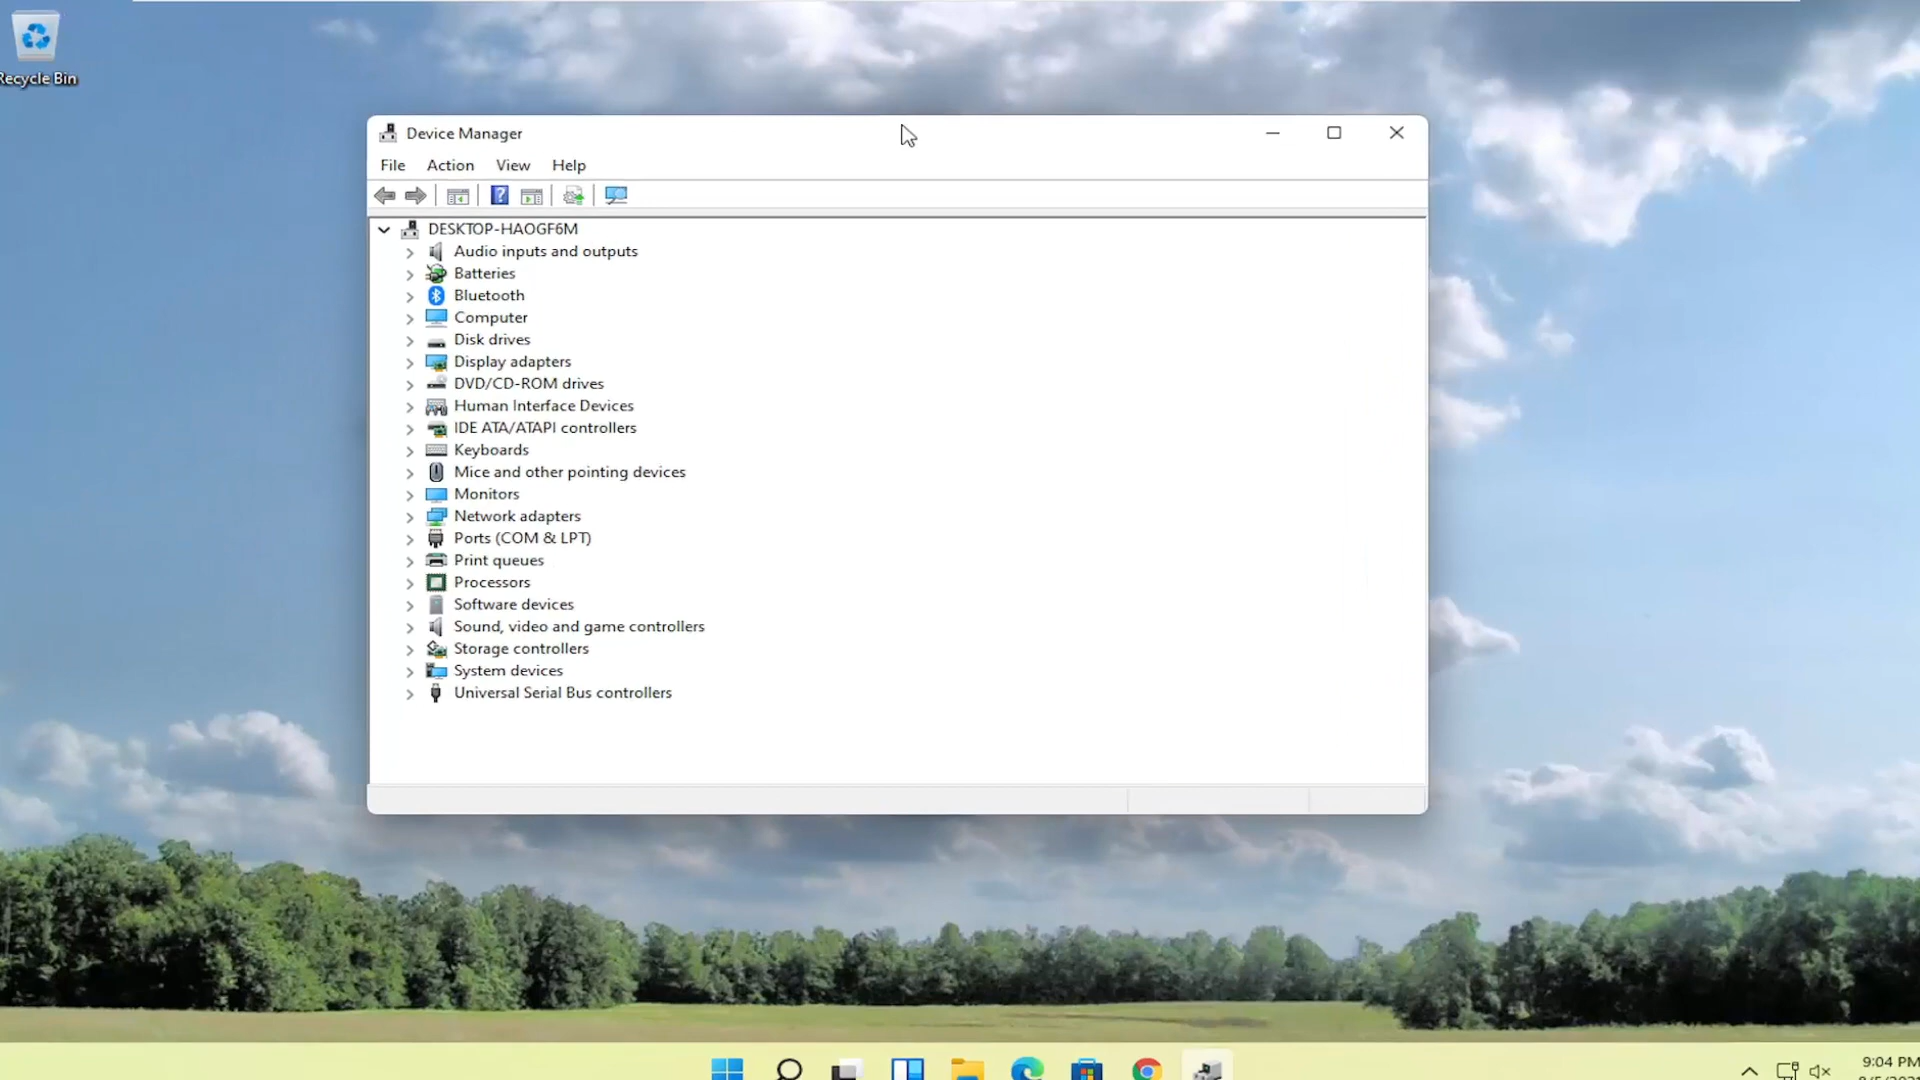 Recycle Bin
Device Manager
File Action View Help
DESKTOP-HAOGF6M
Audio inputs and outputs
Batteries
Bluetooth
Computer
Disk drives
Display adapters
DVD/CD-ROM drives
Human Interface Devices
IDE ATA/ATAPI controllers
Keyboards
Mice and other pointing devices
Monitors
Network adapters
Ports (COM & LPT)
Print queues
Processors
Software devices
Sound, video and game controllers
Storage controllers
System devices
Universal Serial Bus controllers
9:04 PM